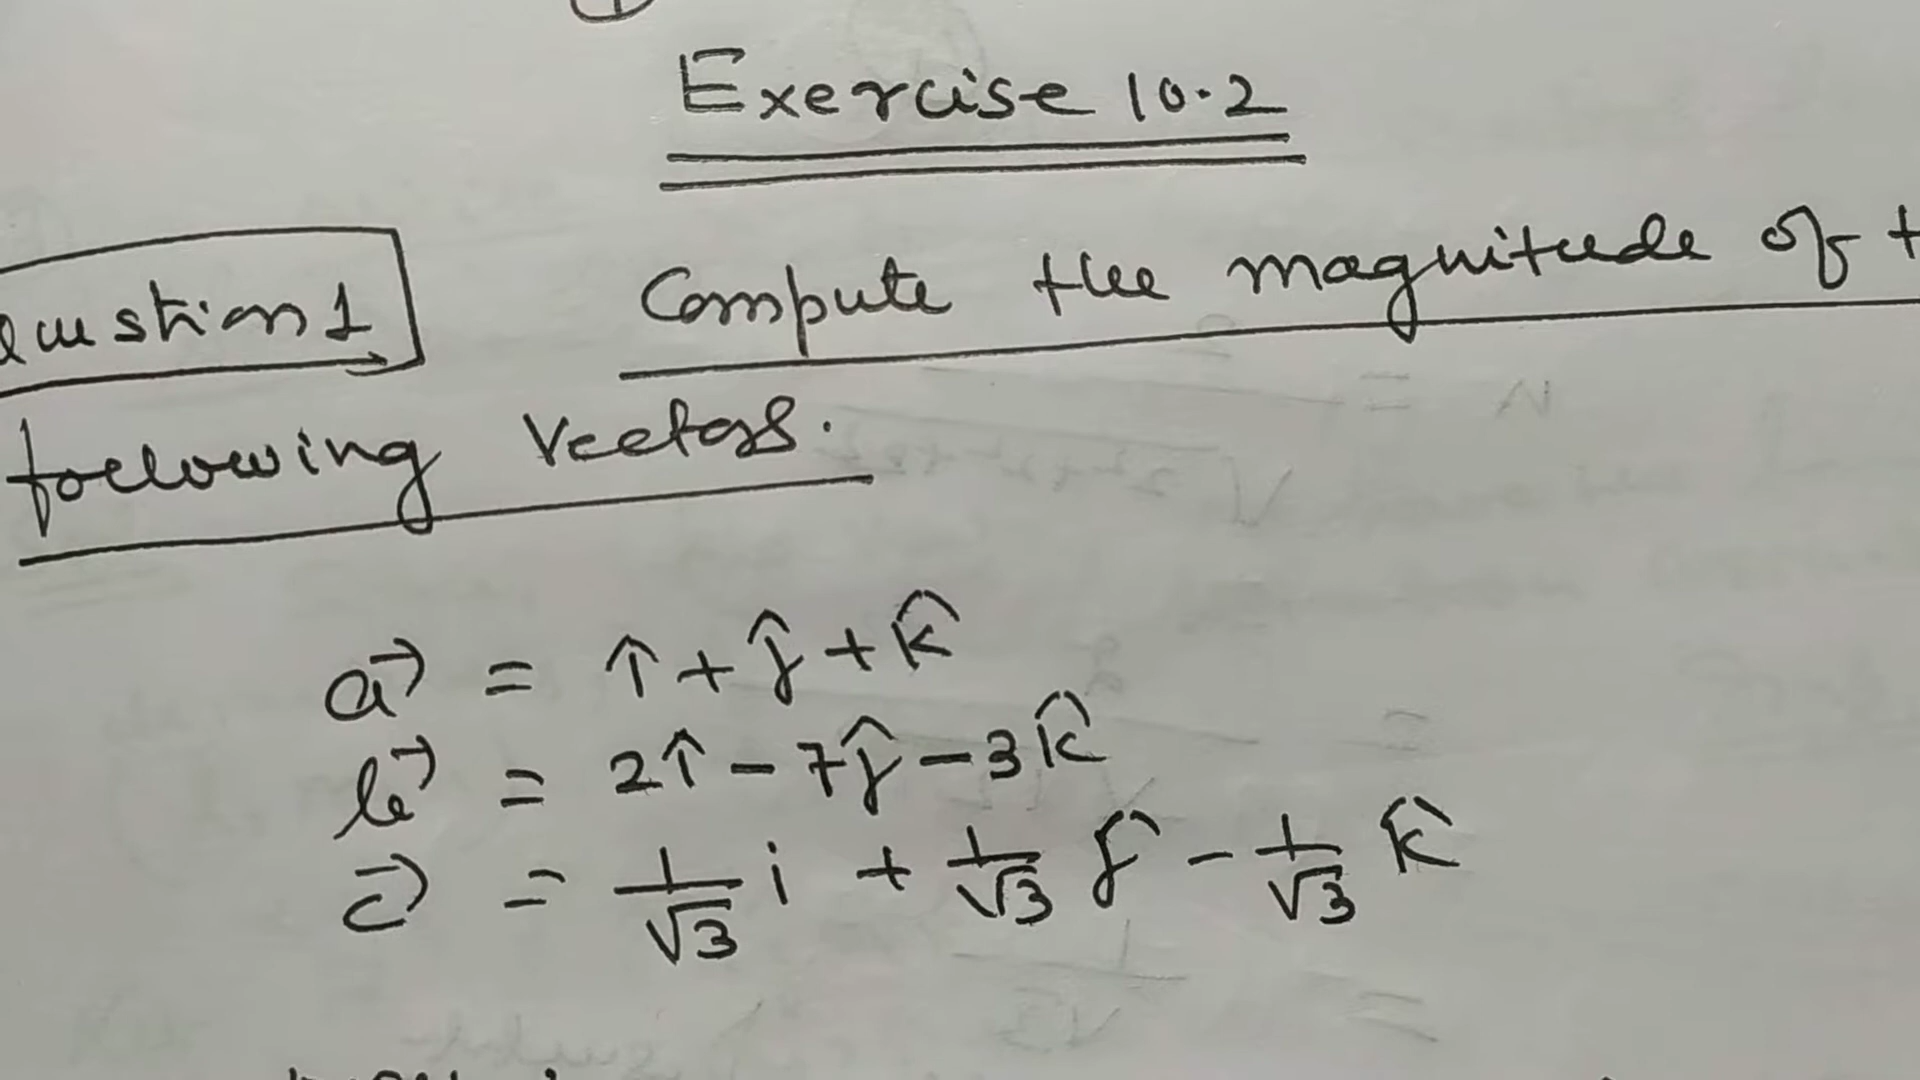 Exercise 10.2
Question 1 Compute the magnitude of
following Vectors.
a⃗ = î + ĵ + k̂
b⃗ = 2î - 7ĵ - 3k̂
c⃗ = 1/√3 i + 1/√3 ĵ - 1/√3 k̂